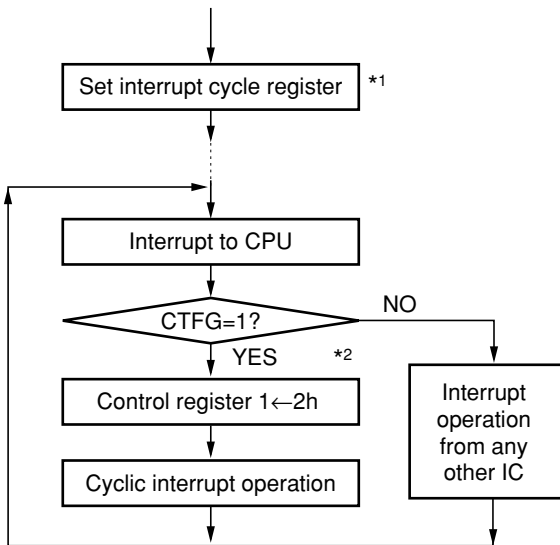 Set interrupt cycle register *1
Interrupt to CPU
CTFG=1?
NO
YES *2
Control register 1←2h
Cyclic interrupt operation
Interrupt
operation
from any
other IC